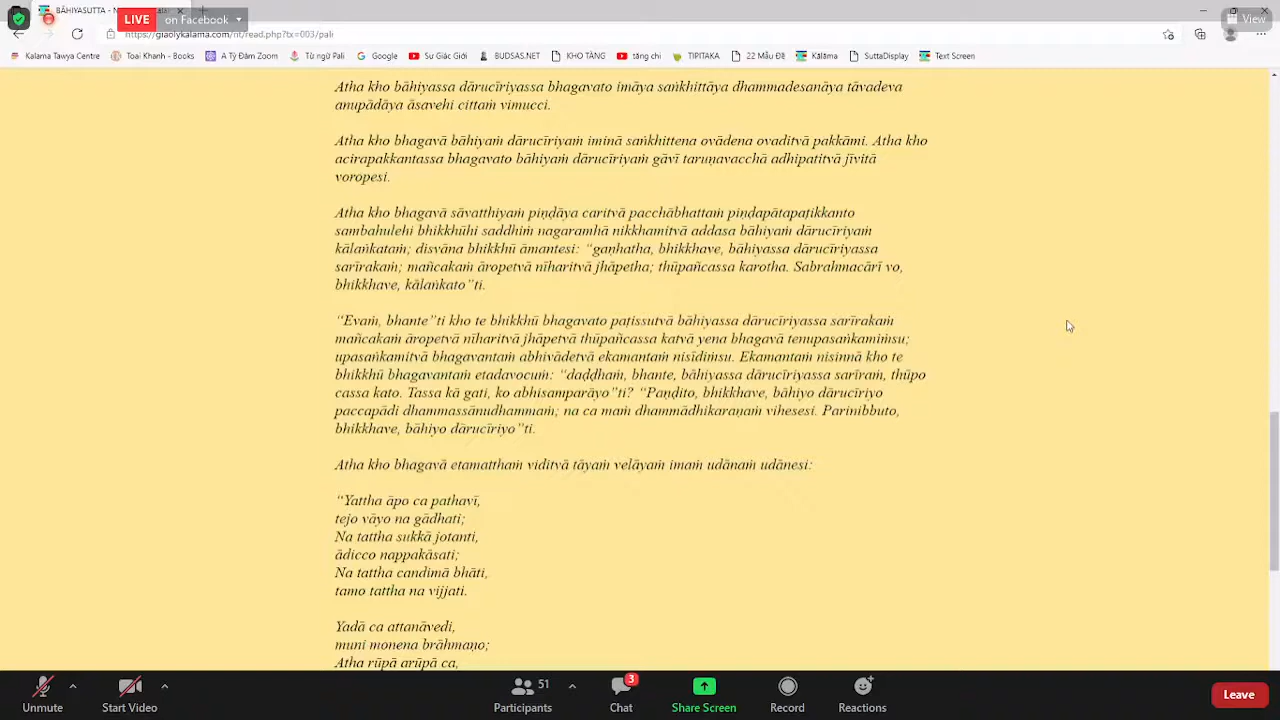 BĀHIYASUTTA - N
LIVE on Facebook
View
https://giaolykalama.com/nt/read.php?tx=003/pali
Kalama Tawya Centre Toai Khanh - Books A Tỳ Đàm Zoom Từ ngữ Pali Google Sư Giác Giới BUDSAS.NET KHO TÀNG tăng chi TIPITAKA 22 Mẫu Đề Kālāma SuttaDisplay Text Screen
Atha kho bāhiyassa dārucīriyassa bhagavato imāya saṅkhittāya dhammadesanāya tāvadeva
anupādāya āsavehi cittaṁ vimucci.
Atha kho bhagavā bāhiyaṁ dārucīriyaṁ iminā saṅkhittena ovādena ovaditvā pakkāmi. Atha kho
acirapakkantassa bhagavato bāhiyaṁ dārucīriyaṁ gāvī taruṇavacchā adhipatitvā jīvitā
voropesi.
Atha kho bhagavā sāvatthiyaṁ piṇḍāya caritvā pacchābhattaṁ piṇḍapātapaṭikkanto
sambahulehi bhikkhūhi saddhiṁ nagaramhā nikkhamitvā addasa bāhiyaṁ dārucīriyaṁ
kālaṅkataṁ; disvāna bhikkhū āmantesi: “gaṇhatha, bhikkhave, bāhiyassa dārucīriyassa
sarīrakaṁ; mañcakaṁ āropetvā nīharitvā jhāpetha; thūpañcassa karotha. Sabrahmacārī vo,
bhikkhave, kālaṅkato”ti.
“Evaṁ, bhante”ti kho te bhikkhū bhagavato paṭissutvā bāhiyassa dārucīriyassa sarīrakaṁ
mañcakaṁ āropetvā nīharitvā jhāpetvā thūpañcassa katvā yena bhagavā tenupasaṅkamiṁsu;
upasaṅkamitvā bhagavantaṁ abhivādetvā ekamantaṁ nisīdiṁsu. Ekamantaṁ nisinnā kho te
bhikkhū bhagavantaṁ etadavocuṁ: “daḍḍhaṁ, bhante, bāhiyassa dārucīriyassa sarīraṁ, thūpo
cassa kato. Tassa kā gati, ko abhisamparāyo”ti? “Paṇḍito, bhikkhave, bāhiyo dārucīriyo
paccapādi dhammassānudhammaṁ; na ca maṁ dhammādhikaraṇaṁ vihesesi. Parinibbuto,
bhikkhave, bāhiyo dārucīriyo”ti.
Atha kho bhagavā etamatthaṁ viditvā tāyaṁ velāyaṁ imaṁ udānaṁ udānesi:
“Yattha āpo ca pathavī,
tejo vāyo na gādhati;
Na tattha sukkā jotanti,
ādicco nappakāsati;
Na tattha candimā bhāti,
tamo tattha na vijjati.
Yadā ca attanāvedi,
muni monena brāhmaṇo;
Atha rūpā arūpā ca,
51 3
Unmute Start Video Participants Chat Share Screen Record Reactions Leave